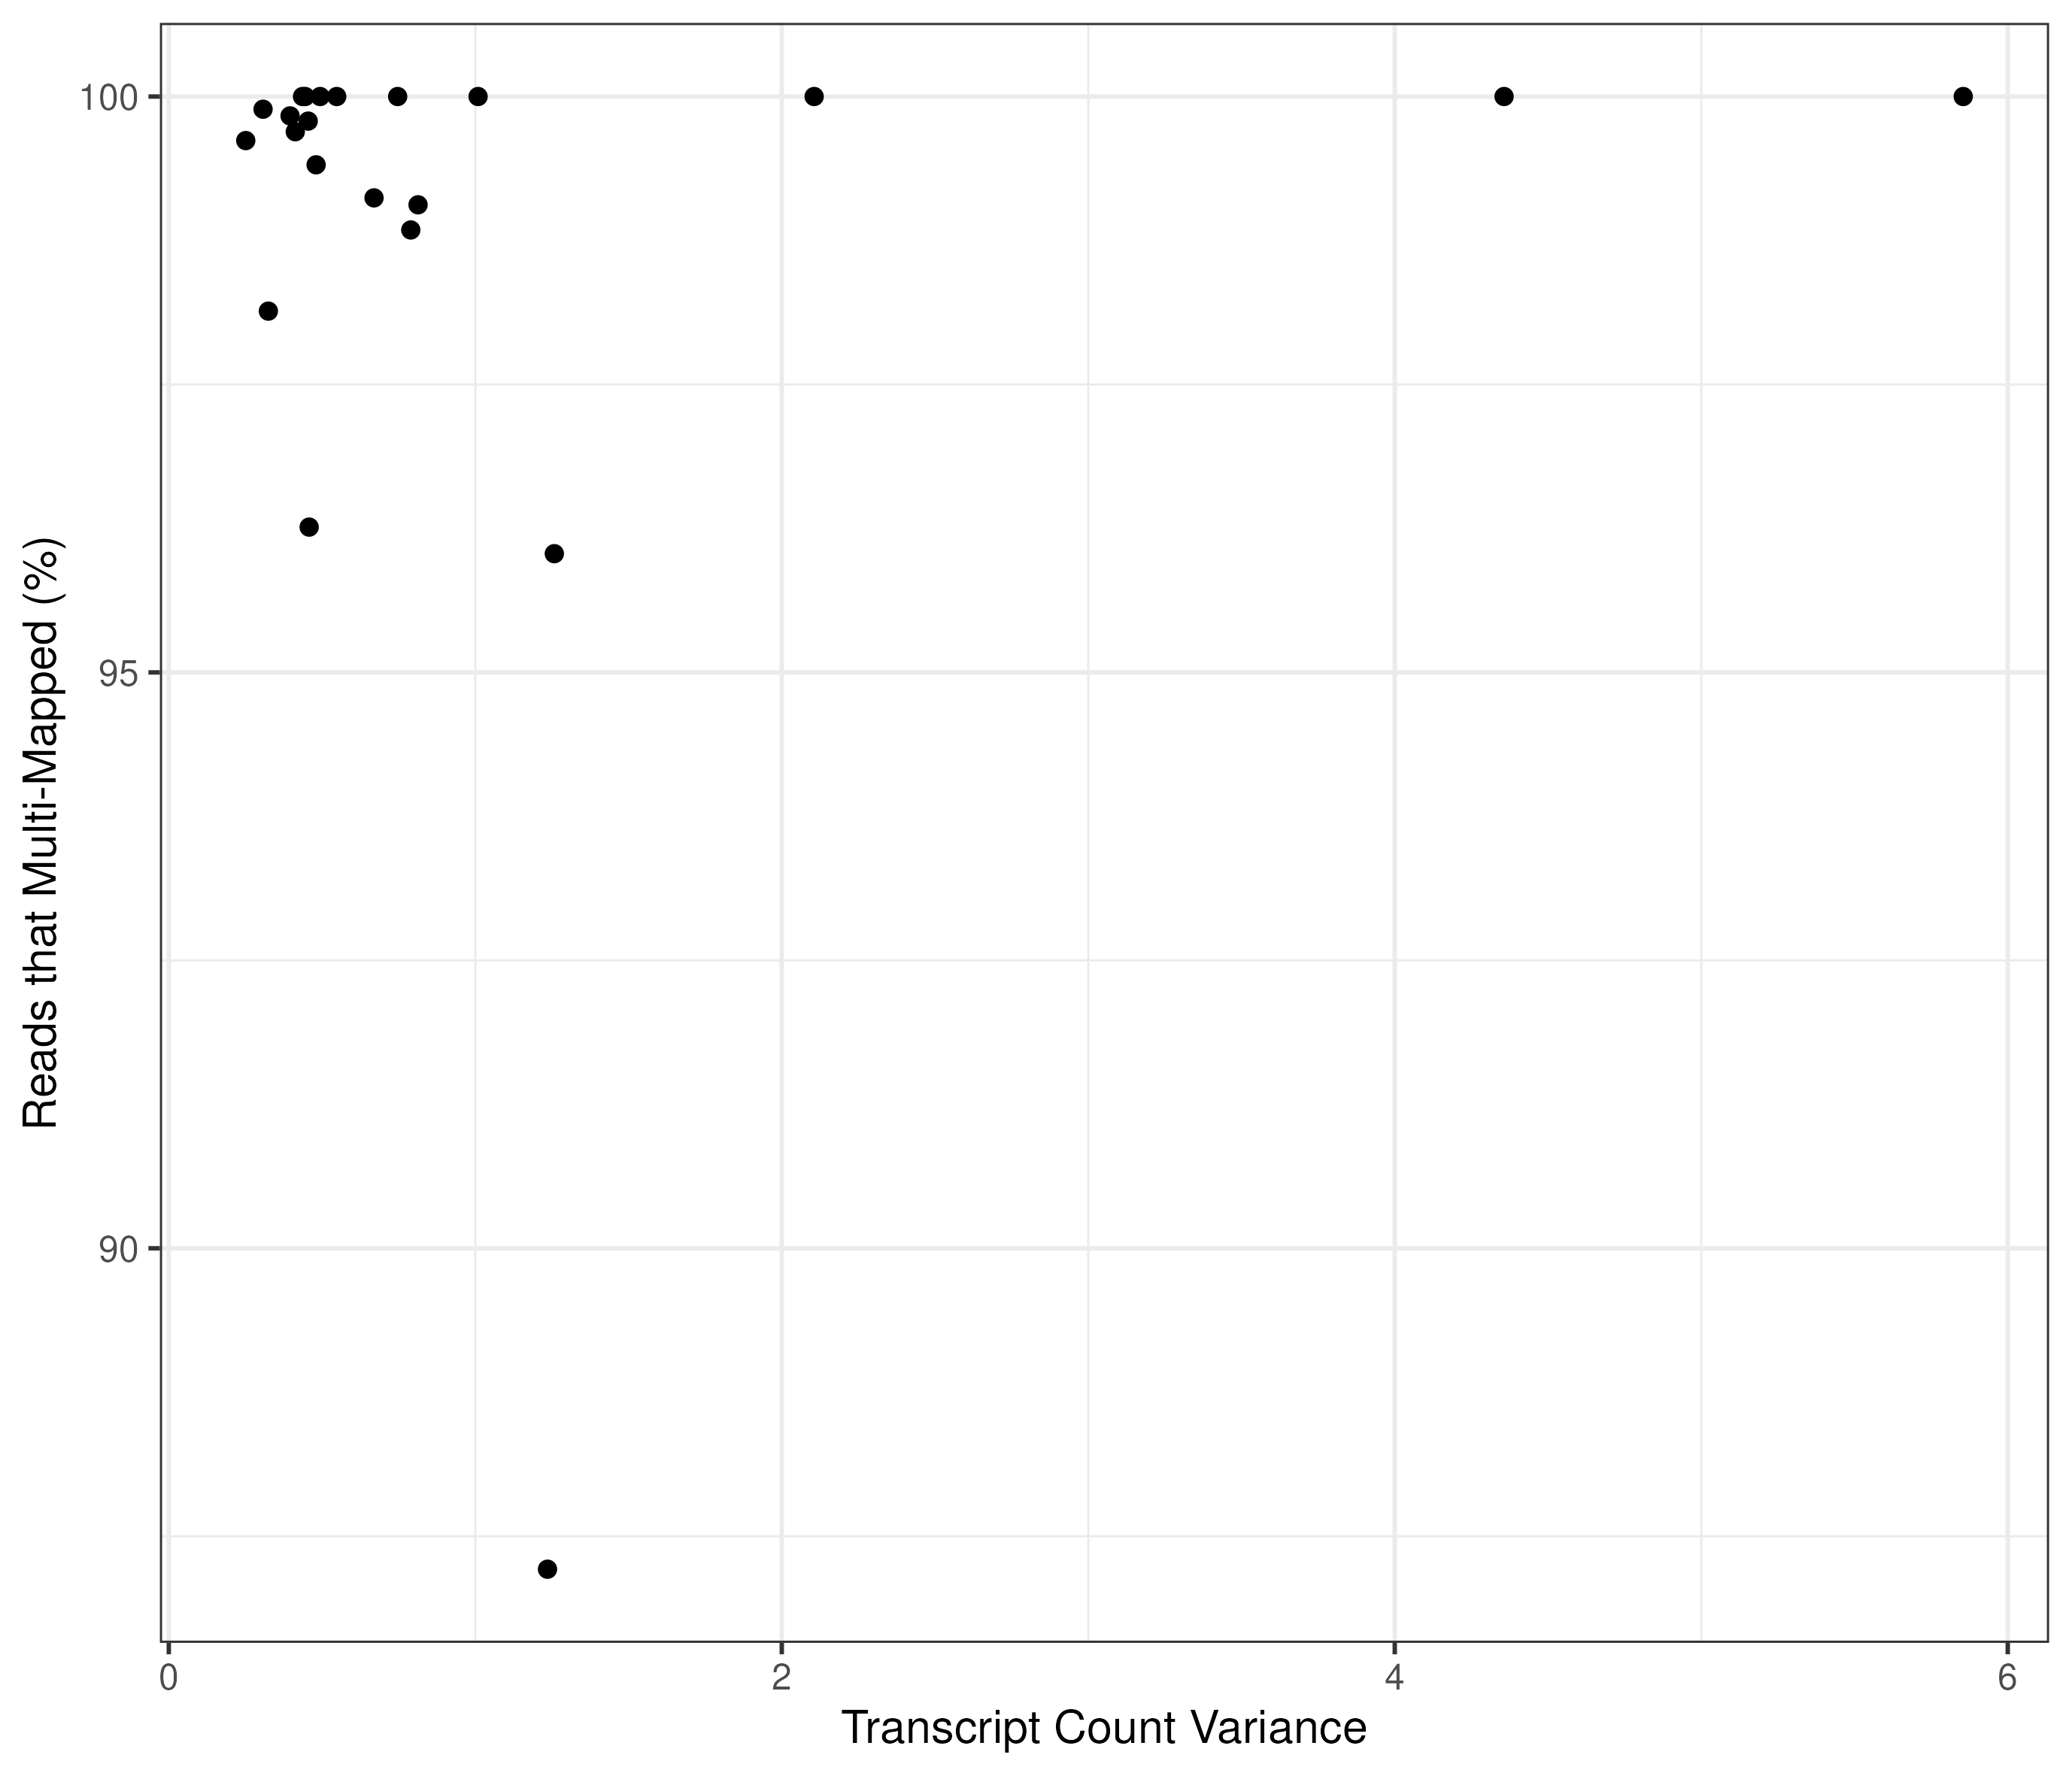 Reads that Multi-Mapped (%)
100
95
90
0 2 4 6
Transcript Count Variance